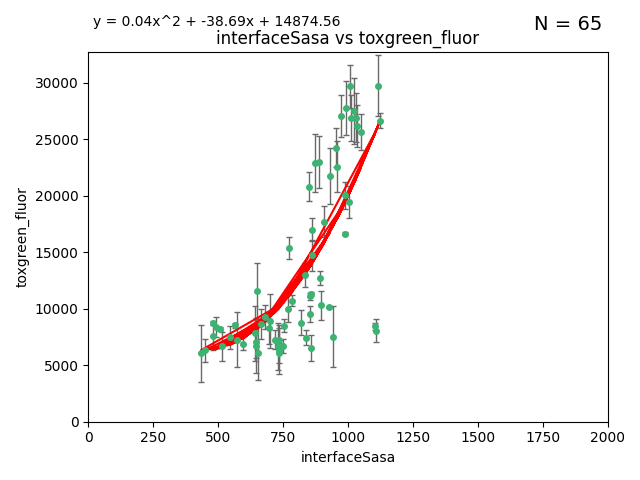 y = 0.04x^2 + -38.69x + 14874.56
N = 65
interfaceSasa vs toxgreen_fluor
30000
25000
20000
15000
10000
5000
0
toxgreen_fluor
0 250 500 750 1000 1250 1500 1750 2000
interfaceSasa